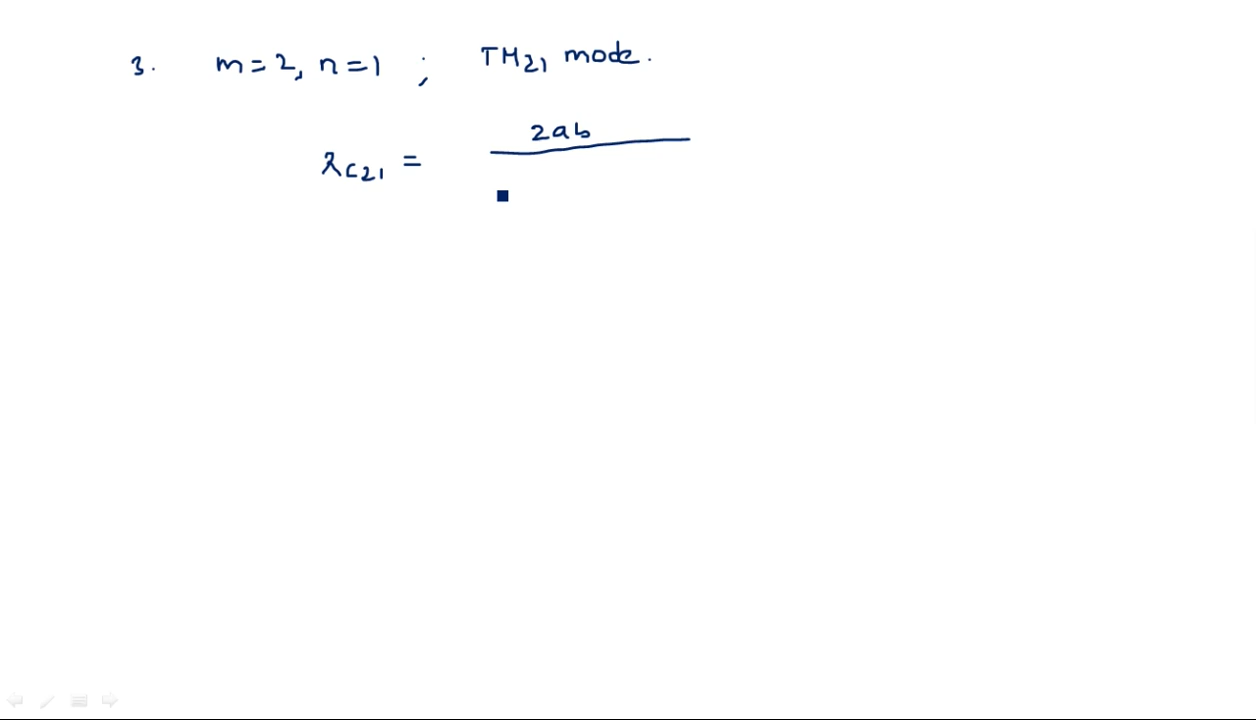 3. m = 2, n = 1 ; TM21 mode.
λc21 = 2ab